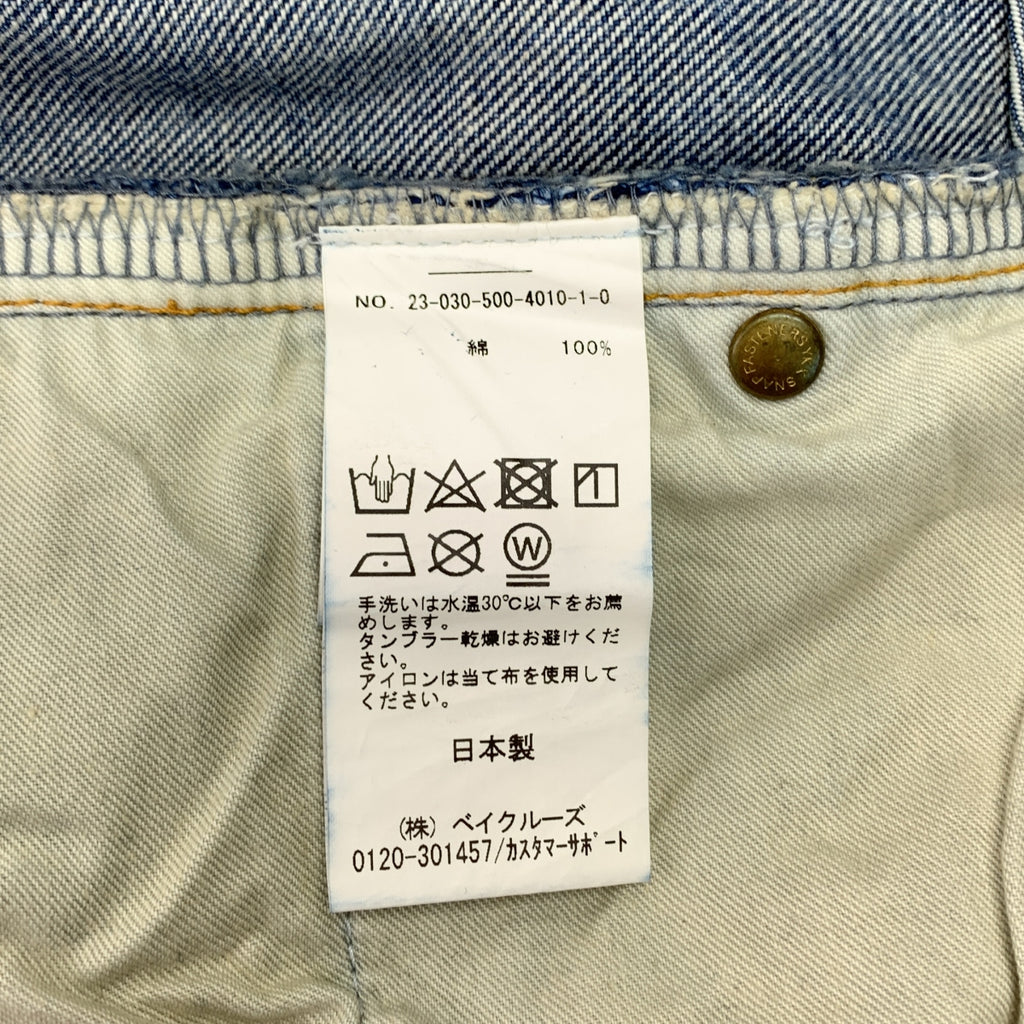 NO. 23-030-500-4010-1-0
綿 100%
W
手洗いは水温30℃以下をお薦
めします。
タンブラー乾燥はお避けくだ
さい。
アイロンは当て布を使用して
ください。
日本製
(株) ベイクルーズ
0120-301457/カスタマーサポート
SNAP FASTENERS YKK